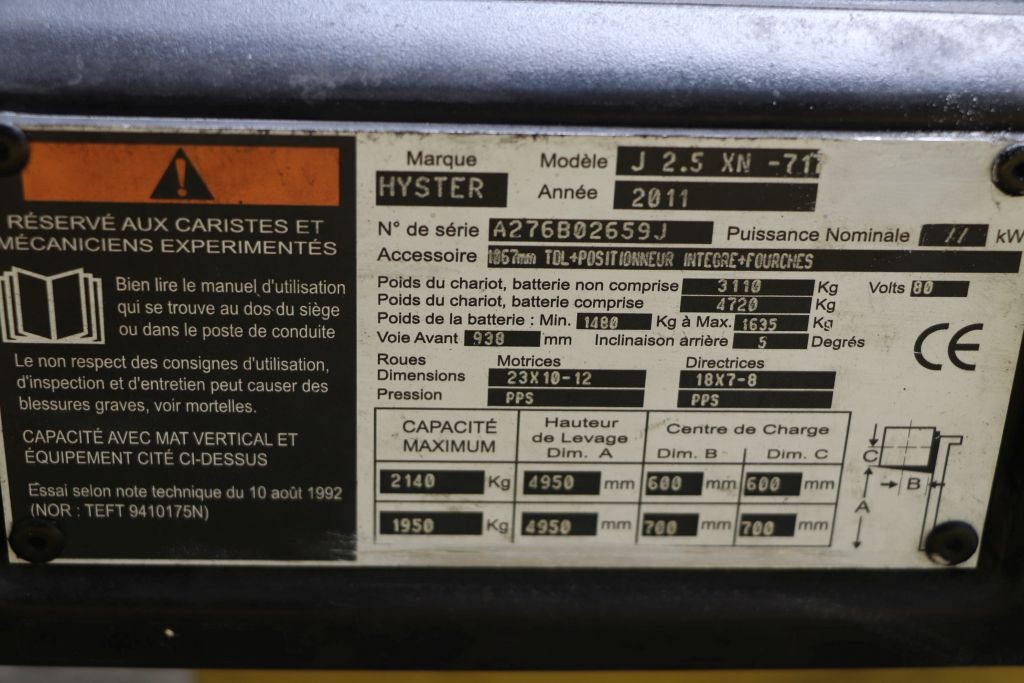 RÉSERVÉ AUX CARISTES ET
MÉCANICIENS EXPERIMENTÉS
Bien lire le manuel d'utilisation
qui se trouve au dos du siège
ou dans le poste de conduite
Le non respect des consignes d'utilisation,
d'inspection et d'entretien peut causer des
blessures graves, voir mortelles.
CAPACITÉ AVEC MAT VERTICAL ET
ÉQUIPEMENT CITÉ CI-DESSUS
Essai selon note technique du 10 août 1992
(NOR : TEFT 9410175N)
Marque Modèle J 2.5 XN -717
HYSTER Année 2011
N° de série A276B02659J Puissance Nominale 11 kW
Accessoire 1067mm TDL+POSITIONNEUR INTEGRE+FOURCHES
Poids du chariot, batterie non comprise 3110 Kg Volts 80
Poids du chariot, batterie comprise 4720 Kg
Poids de la batterie : Min. 1480 Kg à Max. 1635 Kg
Voie Avant 938 mm Inclinaison arrière 5 Degrés
Roues Motrices Directrices
Dimensions 23X10-12 18X7-8
Pression PPS PPS
CE
CAPACITÉ MAXIMUM Hauteur de Levage Dim. A Centre de Charge Dim. B Dim. C
2140 Kg 4950 mm 600 mm 600 mm
1950 Kg 4950 mm 700 mm 700 mm
C
B
A